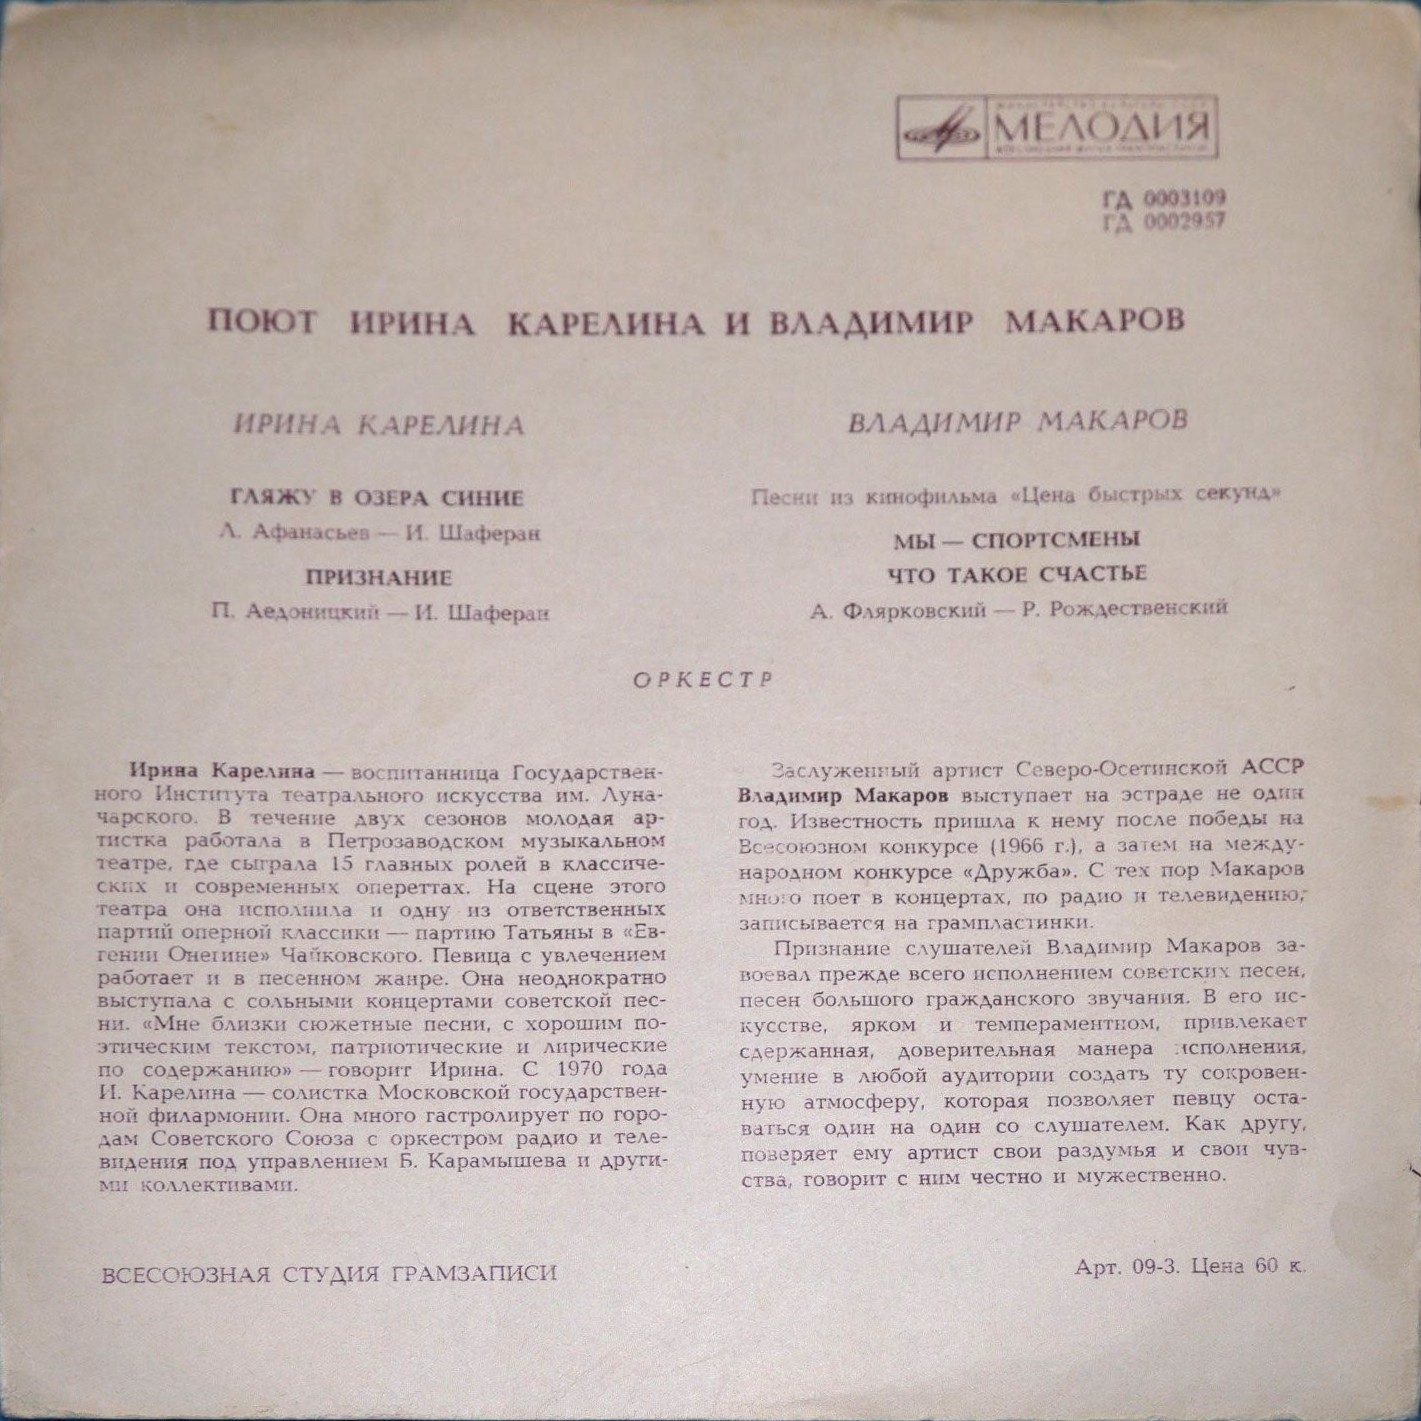 МЕЛОДИЯ
ГД 0003109
ГД 0002957
ПОЮТ ИРИНА КАРЕЛИНА И ВЛАДИМИР МАКАРОВ
ИРИНА КАРЕЛИНА
ГЛЯЖУ В ОЗЕРА СИНИЕ
Л. Афанасьев — И. Шаферан
ПРИЗНАНИЕ
П. Аедоницкий — И. Шаферан
ВЛАДИМИР МАКАРОВ
Песни из кинофильма «Цена быстрых секунд»
МЫ — СПОРТСМЕНЫ
ЧТО ТАКОЕ СЧАСТЬЕ
А. Флярковский — Р. Рождественский
ОРКЕСТР
Ирина Карелина — воспитанница Государствен-
ного Института театрального искусства им. Луна-
чарского. В течение двух сезонов молодая ар-
тистка работала в Петрозаводском музыкальном
театре, где сыграла 15 главных ролей в классиче-
ских и современных опереттах. На сцене этого
театра она исполнила и одну из ответственных
партий оперной классики — партию Татьяны в «Ев-
гении Онегине» Чайковского. Певица с увлечением
работает и в песенном жанре. Она неоднократно
выступала с сольными концертами советской пес-
ни. «Мне близки сюжетные песни, с хорошим по-
этическим текстом, патриотические и лирические
по содержанию» — говорит Ирина. С 1970 года
И. Карелина — солистка Московской государствен-
ной филармонии. Она много гастролирует по горо-
дам Советского Союза с оркестром радио и теле-
видения под управлением Б. Карамышева и други-
ми коллективами.
Заслуженный артист Северо-Осетинской АССР
Владимир Макаров выступает на эстраде не один
год. Известность пришла к нему после победы на
Всесоюзном конкурсе (1966 г.), а затем на между-
народном конкурсе «Дружба». С тех пор Макаров
много поет в концертах, по радио и телевидению,
записывается на грампластинки.
Признание слушателей Владимир Макаров за-
воевал прежде всего исполнением советских песен,
песен большого гражданского звучания. В его ис-
кусстве, ярком и темпераментном, привлекает
сдержанная, доверительная манера исполнения,
умение в любой аудитории создать ту сокровен-
ную атмосферу, которая позволяет певцу оста-
ваться один на один со слушателем. Как другу,
поверяет ему артист свои раздумья и свои чув-
ства, говорит с ним честно и мужественно.
ВСЕСОЮЗНАЯ СТУДИЯ ГРАМЗАПИСИ
Арт. 09-3. Цена 60 к.